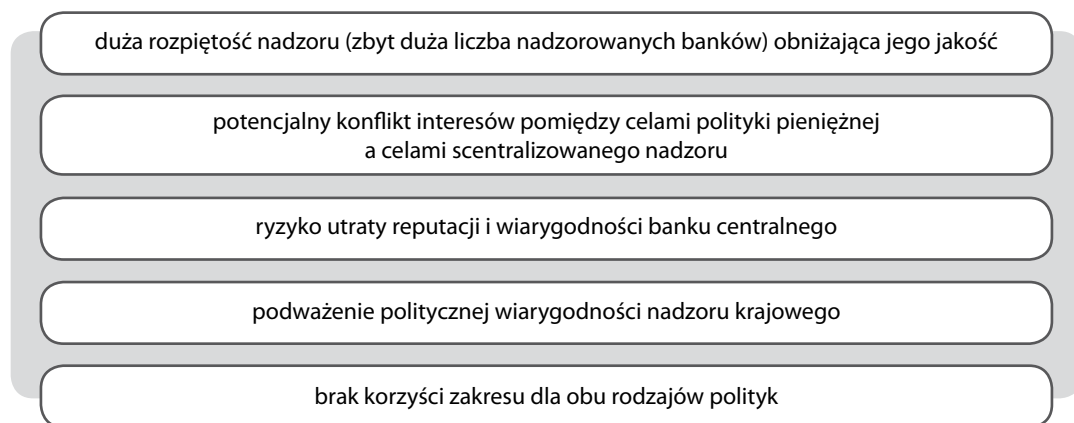 duża rozpiętość nadzoru (zbyt duża liczba nadzorowanych banków) obniżająca jego jakość
potencjalny konflikt interesów pomiędzy celami polityki pieniężnej
a celami scentralizowanego nadzoru
ryzyko utraty reputacji i wiarygodności banku centralnego
podważenie politycznej wiarygodności nadzoru krajowego
brak korzyści zakresu dla obu rodzajów polityk